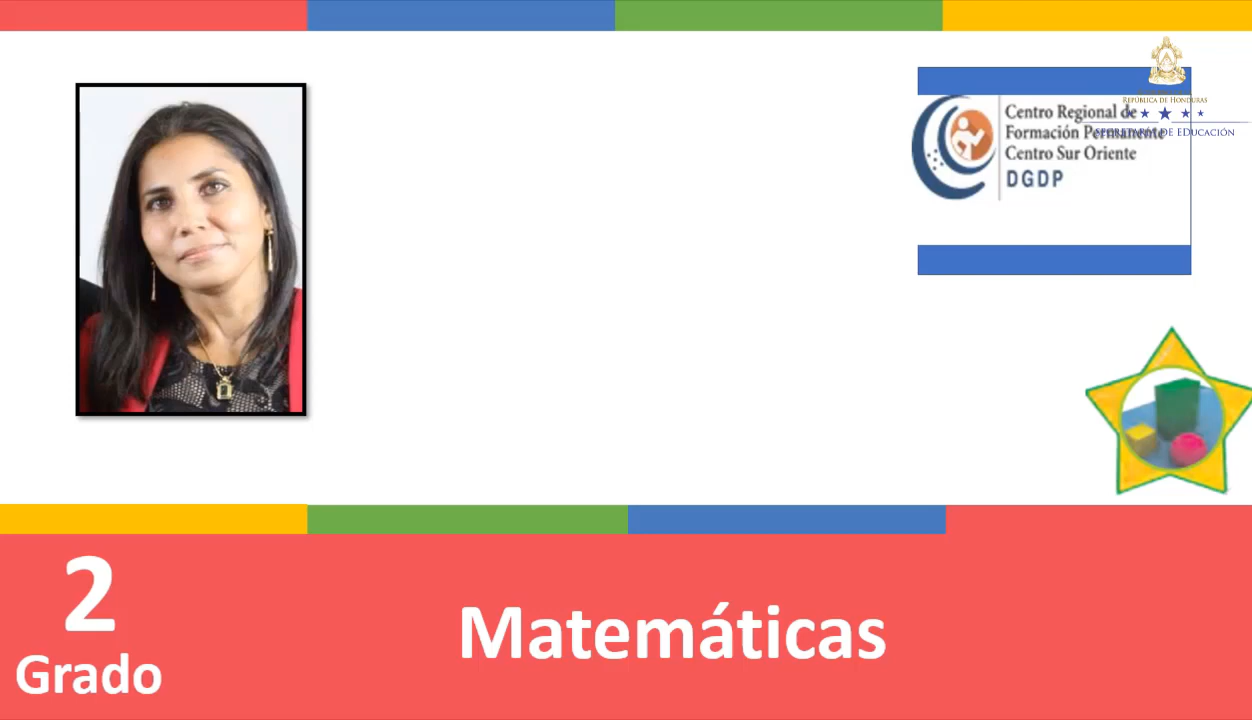 REPÚBLICA DE HONDURAS
Centro Regional de
Formación Permanente
SECRETARÍA DE EDUCACIÓN
Centro Sur Oriente
DGDP
2
Grado
Matemáticas